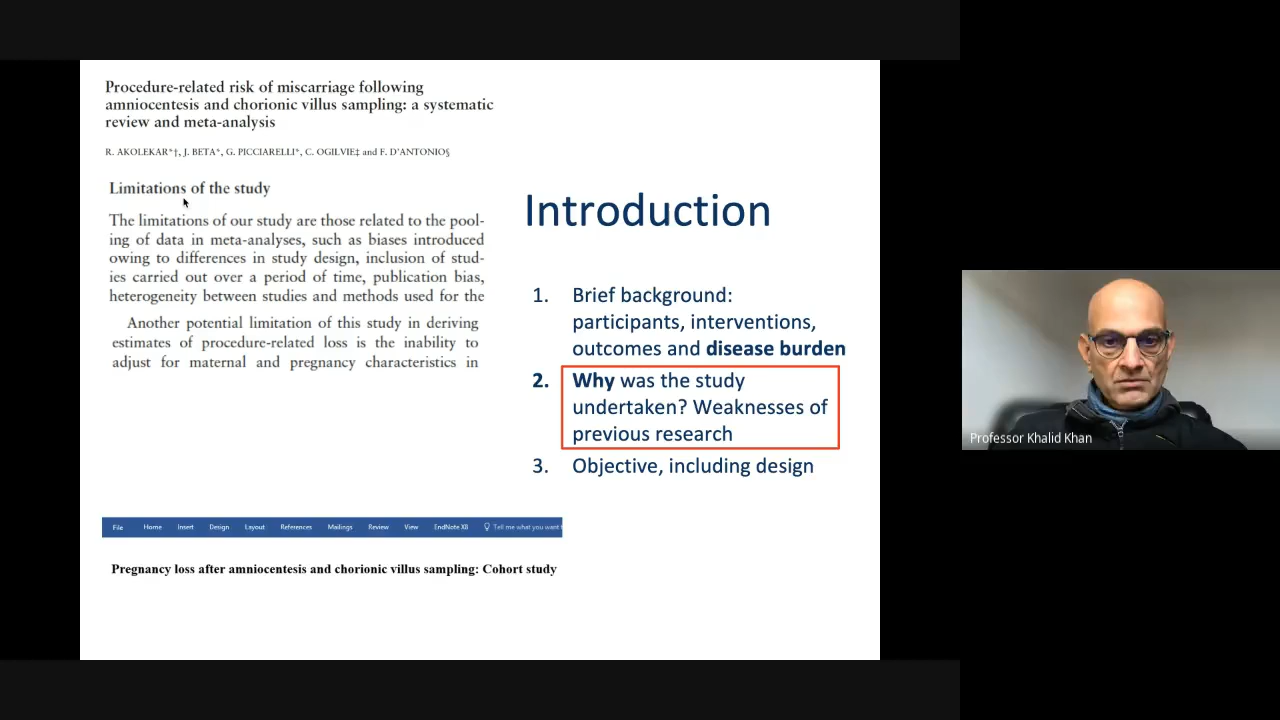 Procedure-related risk of miscarriage following
amniocentesis and chorionic villus sampling: a systematic
review and meta-analysis
R. AKOLEKAR*†, J. BETA*, G. PICCIARELLI*, C. OGILVIE‡ and F. D'ANTONIO§
Limitations of the study
The limitations of our study are those related to the pool-
ing of data in meta-analyses, such as biases introduced
owing to differences in study design, inclusion of stud-
ies carried out over a period of time, publication bias,
heterogeneity between studies and methods used for the
Another potential limitation of this study in deriving
estimates of procedure-related loss is the inability to
adjust for maternal and pregnancy characteristics in
Introduction
1. Brief background:
participants, interventions,
outcomes and disease burden
2. Why was the study
undertaken? Weaknesses of
previous research
3. Objective, including design
File Home Insert Design Layout References Mailings Review View EndNote X8 Tell me what you want t
Pregnancy loss after amniocentesis and chorionic villus sampling: Cohort study
Professor Khalid Khan